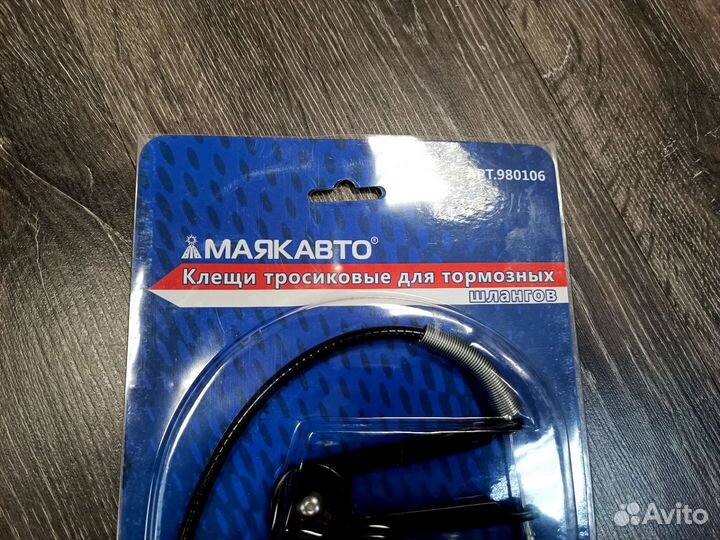 АРТ.980106
МАЯКАВТО®
Клещи тросиковые для тормозных
шлангов
Avito